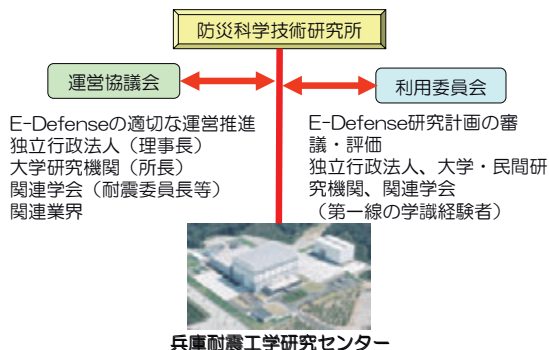 防災科学技術研究所
運営協議会
利用委員会
E-Defenseの適切な運営推進
独立行政法人（理事長）
大学研究機関（所長）
関連学会（耐震委員長等）
関連業界
E-Defense研究計画の審
議・評価
独立行政法人、大学・民間研
究機関、関連学会
（第一線の学識経験者）
兵庫耐震工学研究センター